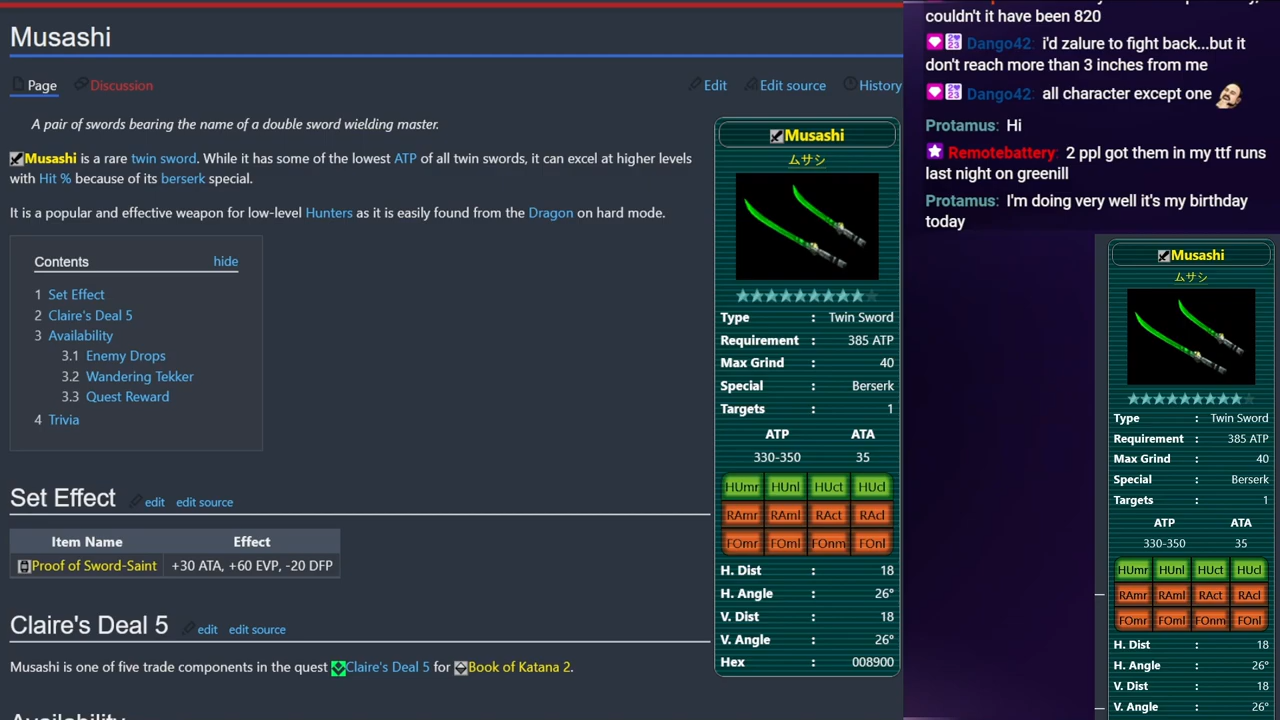 Musashi
Page
Discussion
Edit
Edit source
History
A pair of swords bearing the name of a double sword wielding master.
Musashi is a rare twin sword. While it has some of the lowest ATP of all twin swords, it can excel at higher levels
with Hit % because of its berserk special.
It is a popular and effective weapon for low-level Hunters as it is easily found from the Dragon on hard mode.
Contents hide
1 Set Effect
2 Claire's Deal 5
3 Availability
3.1 Enemy Drops
3.2 Wandering Tekker
3.3 Quest Reward
4 Trivia
Set Effect edit edit source
Item Name Effect
Proof of Sword-Saint +30 ATA, +60 EVP, -20 DFP
Claire's Deal 5 edit edit source
Musashi is one of five trade components in the quest Claire's Deal 5 for Book of Katana 2.
Availability
Musashi
ムサシ
Type : Twin Sword
Requirement : 385 ATP
Max Grind : 40
Special : Berserk
Targets : 1
ATP ATA
330-350 35
HUmr HUnl HUct HUcl
RAmr RAml RAct RAcl
FOmr FOml FOnm FOnl
H. Dist : 18
H. Angle : 26°
V. Dist : 18
V. Angle : 26°
Hex : 008900
couldn't it have been 820
Dango42: i'd zalure to fight back...but it
don't reach more than 3 inches from me
Dango42: all character except one
Protamus: Hi
Remotebattery: 2 ppl got them in my ttf runs
last night on greenill
Protamus: I'm doing very well it's my birthday
today
Musashi
ムサシ
Type : Twin Sword
Requirement : 385 ATP
Max Grind : 40
Special : Berserk
Targets : 1
ATP ATA
330-350 35
HUmr HUnl HUct HUcl
RAmr RAml RAct RAcl
FOmr FOml FOnm FOnl
H. Dist : 18
H. Angle : 26°
V. Dist : 18
V. Angle : 26°